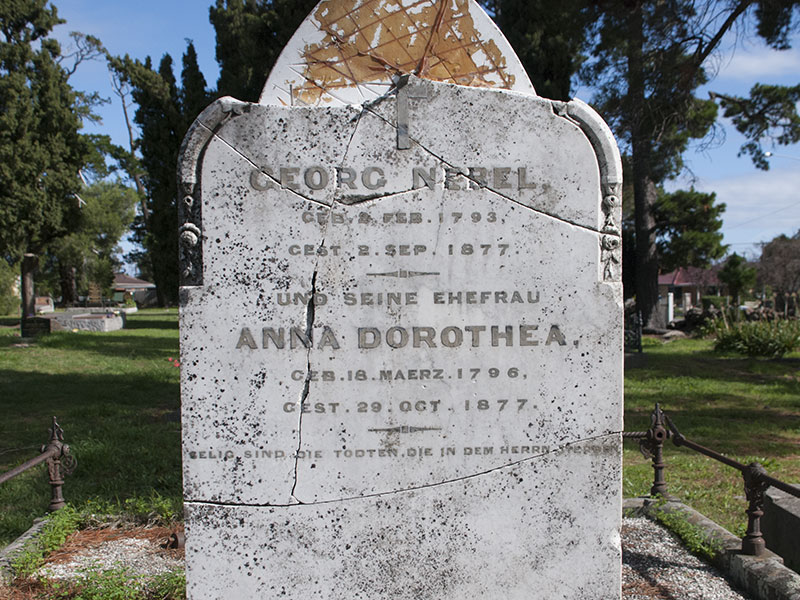 GEORG NEBEL,
GEB. 2. FEB. 1793,
GEST. 2. SEP. 1877.
UND SEINE EHEFRAU
ANNA DOROTHEA,
GEB. 18. MAERZ. 1796,
GEST. 29. OCT. 1877.
SELIG SIND DIE TODTEN, DIE IN DEM HERRN STERBEN